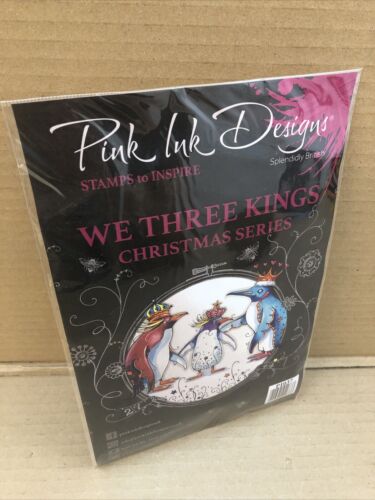 Pink Ink Designs
Splendidly British
STAMPS to INSPIRE
WE THREE KINGS
CHRISTMAS SERIES